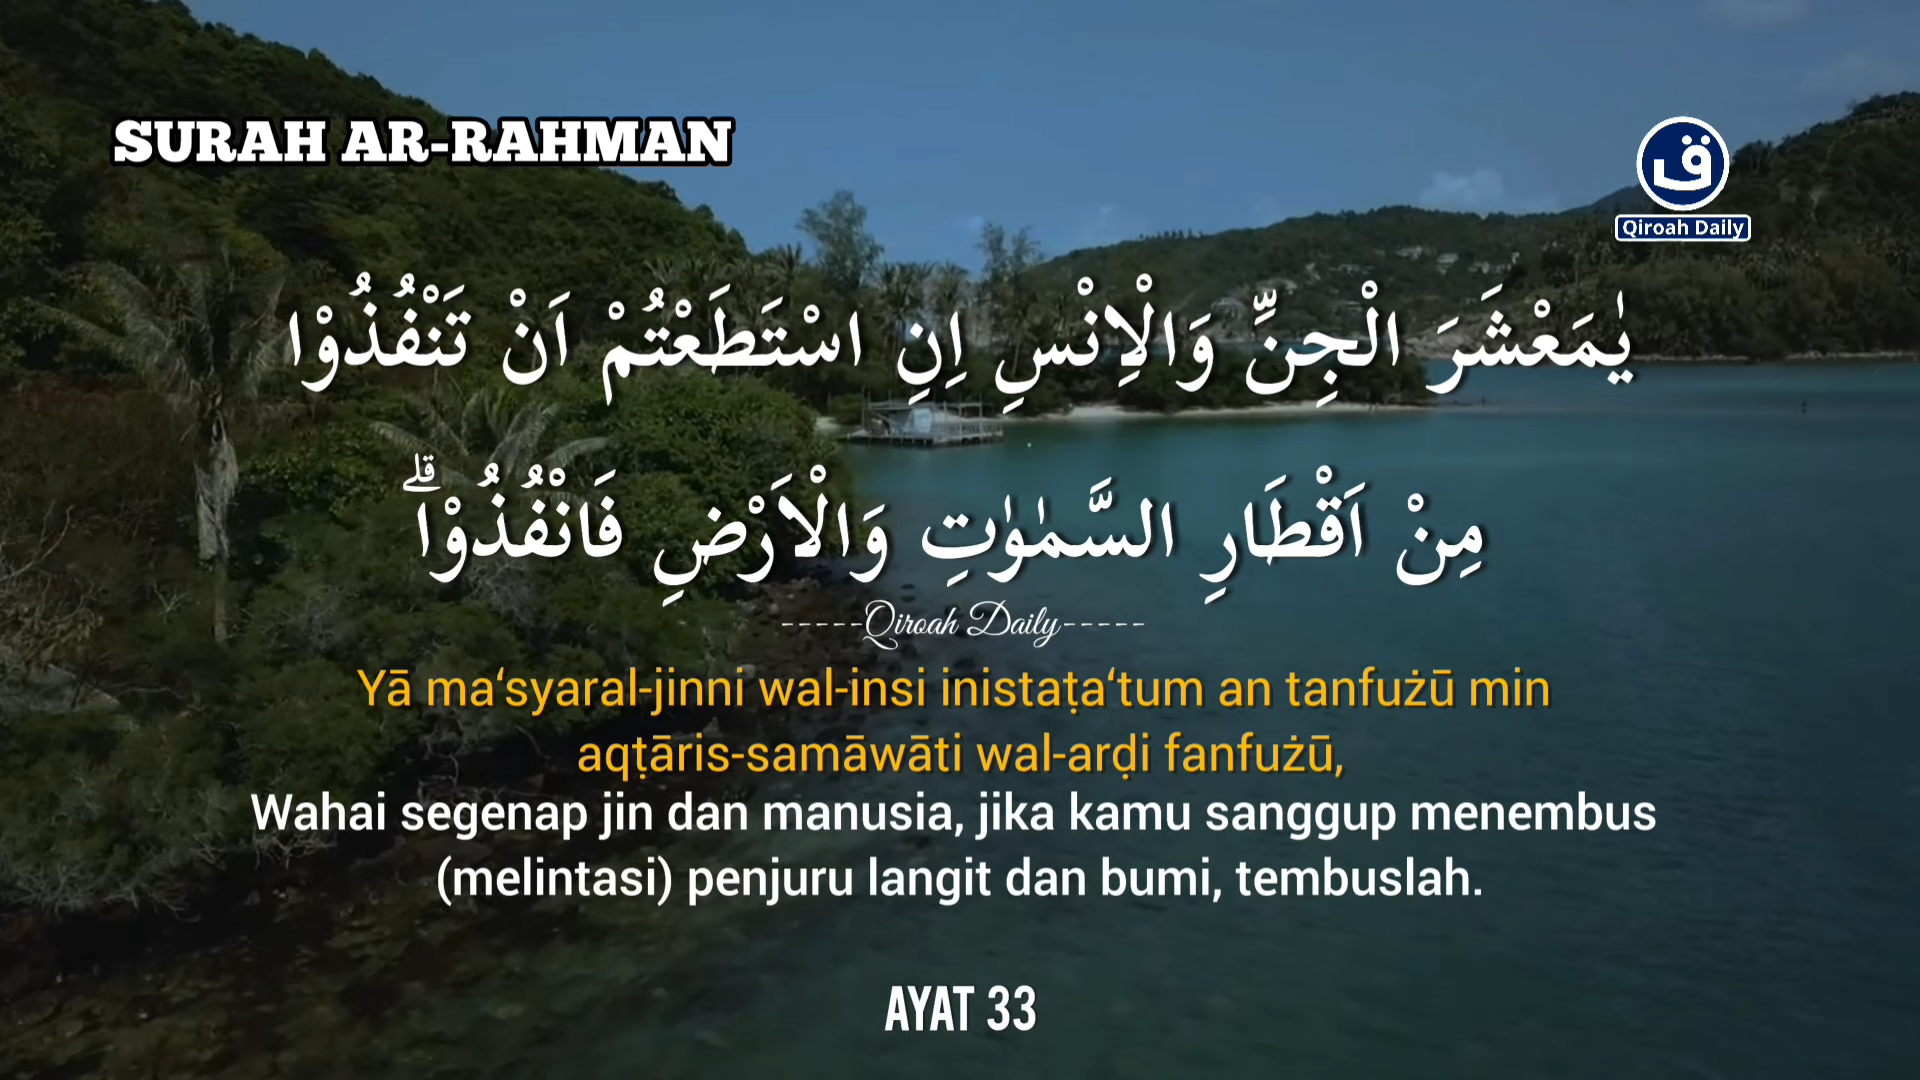 SURAH AR-RAHMAN
ق
Qiroah Daily
يٰمَعْشَرَ الْجِنِّ وَالْاِنْسِ اِنِ اسْتَطَعْتُمْ اَنْ تَنْفُذُوْا
مِنْ اَقْطَارِ السَّمٰوٰتِ وَالْاَرْضِ فَانْفُذُوْاۗ
-----Qiroah Daily-----
Yā ma‘syaral-jinni wal-insi inistaṭa‘tum an tanfużū min
aqṭāris-samāwāti wal-arḍi fanfużū,
Wahai segenap jin dan manusia, jika kamu sanggup menembus
(melintasi) penjuru langit dan bumi, tembuslah.
AYAT 33